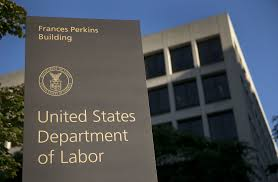 Frances Perkins
Building
United States
Department
of Labor